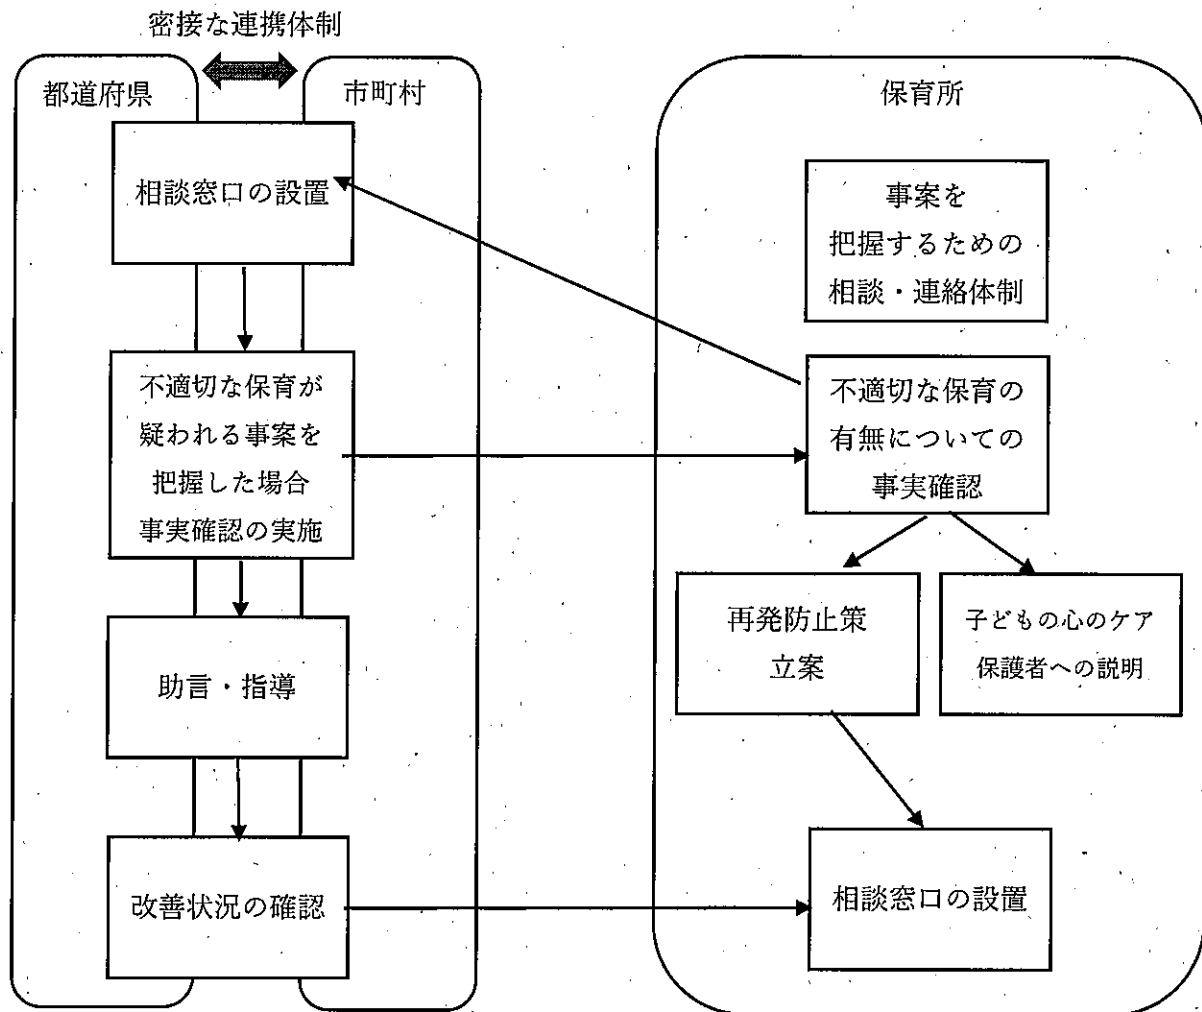 密接な連携体制
都道府県
市町村
相談窓口の設置
不適切な保育が
疑われる事案を
把握した場合
事実確認の実施
助言・指導
改善状況の確認
保育所
事案を
把握するための
相談・連絡体制
不適切な保育の
有無についての
事実確認
再発防止策
立案
子どもの心のケア
保護者への説明
相談窓口の設置